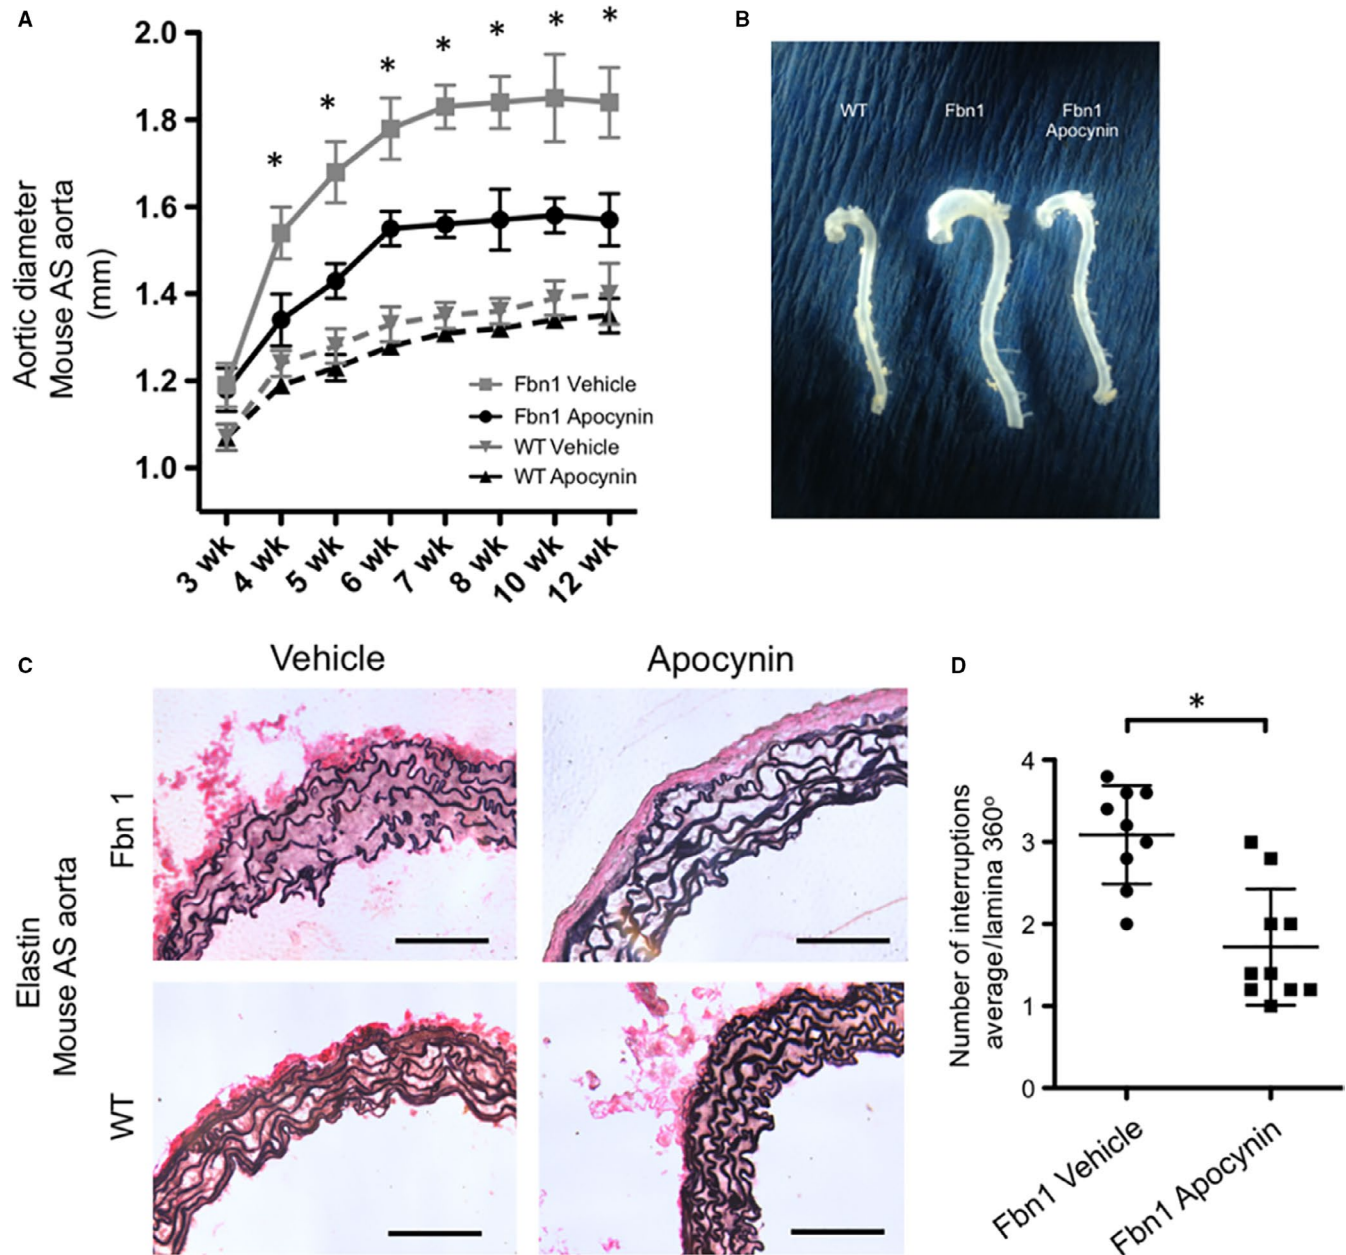 A
2.0
1.8
1.6
1.4
1.2
1.0
Aortic diameter
Mouse AS aorta
(mm)
* * * * * * *
Fbn1 Vehicle
Fbn1 Apocynin
WT Vehicle
WT Apocynin
3 wk
4 wk
5 wk
6 wk
7 wk
8 wk
10 wk
12 wk
B
WT
Fbn1
Fbn1
Apocynin
C
Vehicle
Apocynin
Elastin
Mouse AS aorta
Fbn 1
WT
D
*
4
3
2
1
0
Number of interruptions
average/lamina 360º
Fbn1 Vehicle
Fbn1 Apocynin